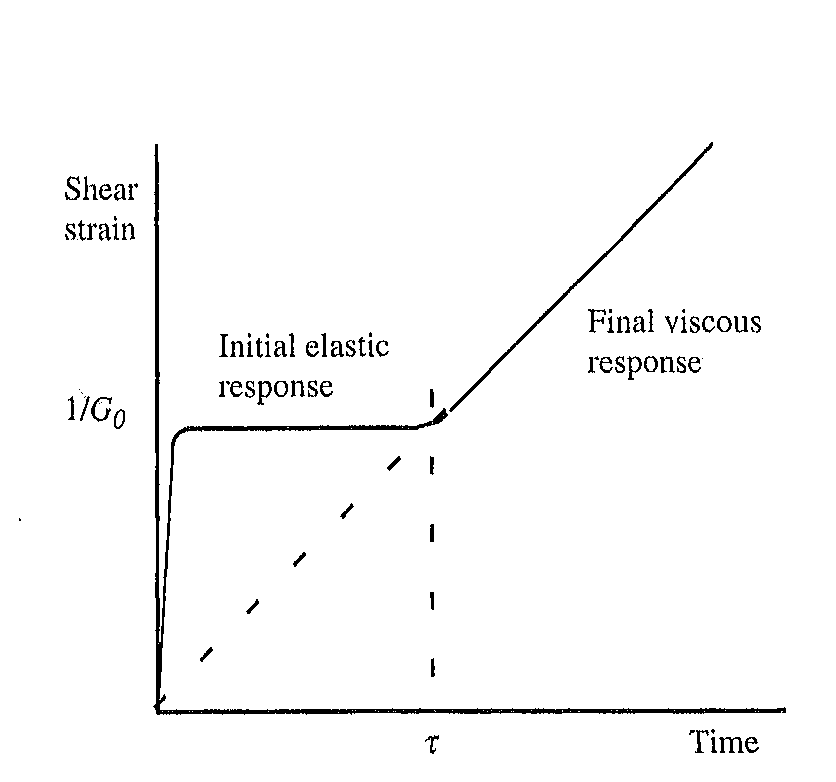 Shear
strain
Initial elastic
response
Final viscous
response
1/G₀
τ
Time